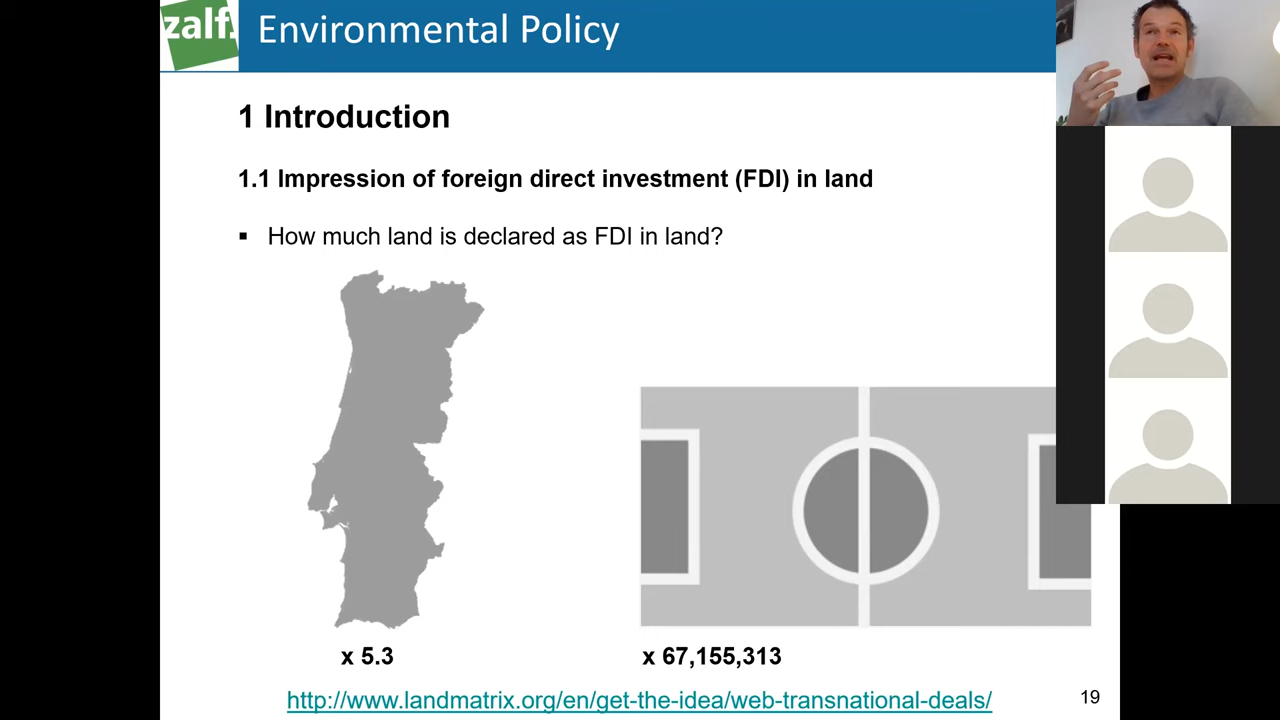 zalf.
Environmental Policy
1 Introduction
1.1 Impression of foreign direct investment (FDI) in land
▪ How much land is declared as FDI in land?
x 5.3
x 67,155,313
http://www.landmatrix.org/en/get-the-idea/web-transnational-deals/
19